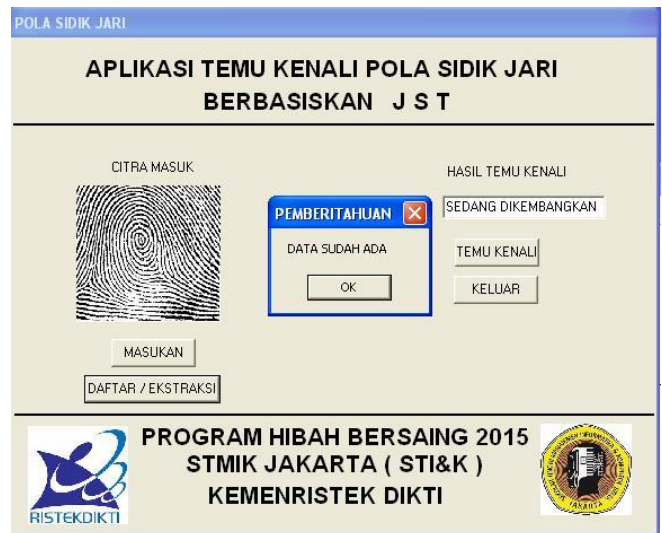 POLA SIDIK JARI
APLIKASI TEMU KENALI POLA SIDIK JARI
BERBASISKAN J S T
CITRA MASUK
HASIL TEMU KENALI
SEDANG DIKEMBANGKAN
PEMBERITAHUAN
DATA SUDAH ADA
OK
TEMU KENALI
KELUAR
MASUKAN
DAFTAR / EKSTRAKSI
PROGRAM HIBAH BERSAING 2015
STMIK JAKARTA ( STI&K )
KEMENRISTEK DIKTI
RISTEKDIKTI
JAKARTA